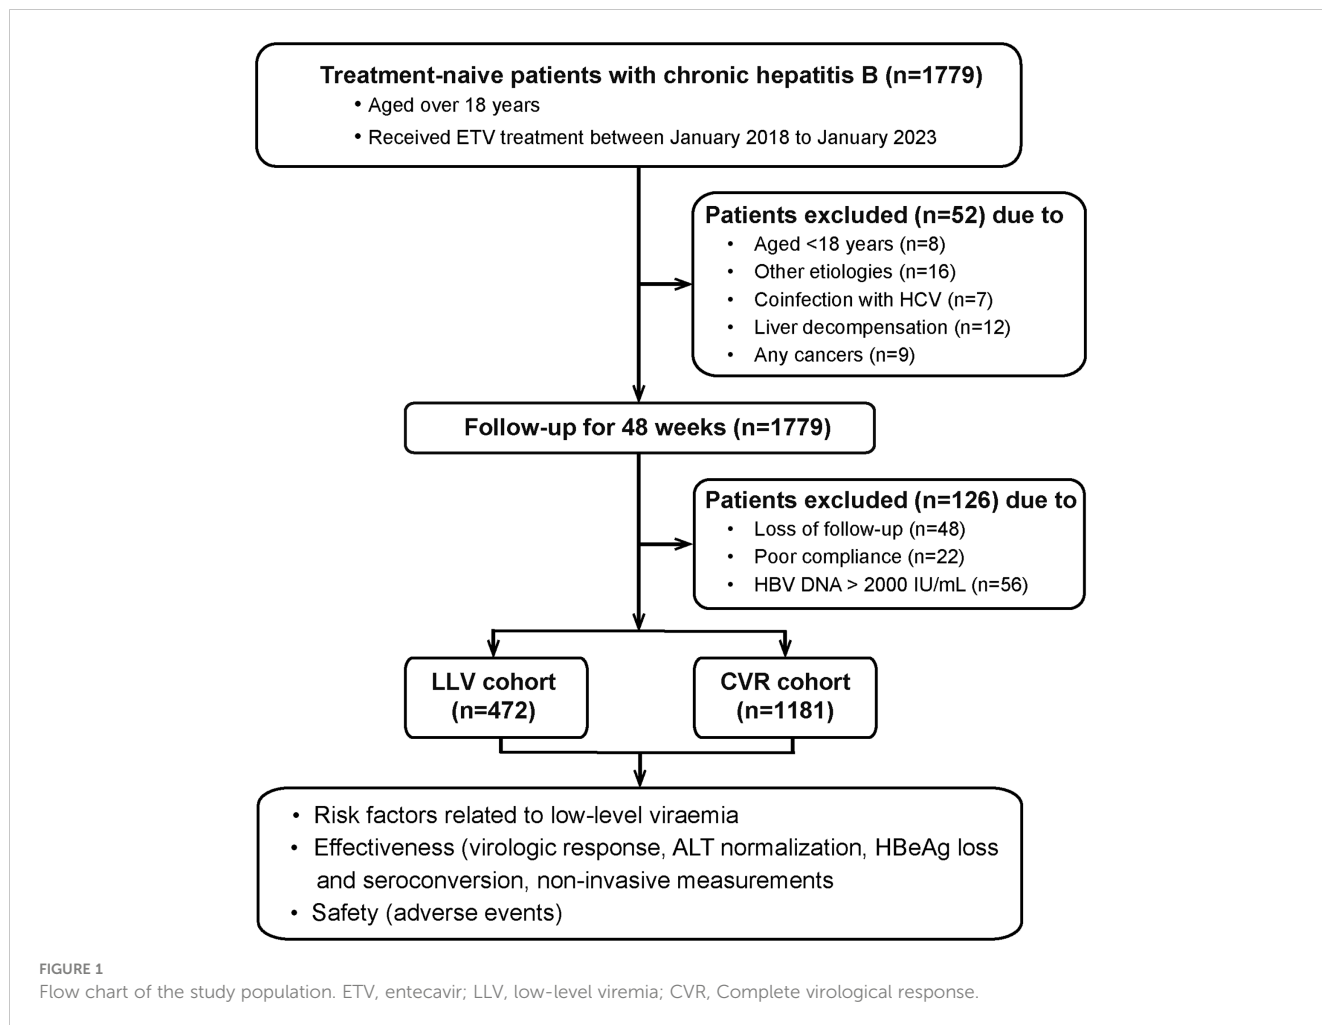 Treatment-naive patients with chronic hepatitis B (n=1779)
• Aged over 18 years
• Received ETV treatment between January 2018 to January 2023
Patients excluded (n=52) due to
• Aged <18 years (n=8)
• Other etiologies (n=16)
• Coinfection with HCV (n=7)
• Liver decompensation (n=12)
• Any cancers (n=9)
Follow-up for 48 weeks (n=1779)
Patients excluded (n=126) due to
• Loss of follow-up (n=48)
• Poor compliance (n=22)
• HBV DNA > 2000 IU/mL (n=56)
LLV cohort
(n=472)
CVR cohort
(n=1181)
• Risk factors related to low-level viraemia
• Effectiveness (virologic response, ALT normalization, HBeAg loss
and seroconversion, non-invasive measurements
• Safety (adverse events)
FIGURE 1
Flow chart of the study population. ETV, entecavir; LLV, low-level viremia; CVR, Complete virological response.